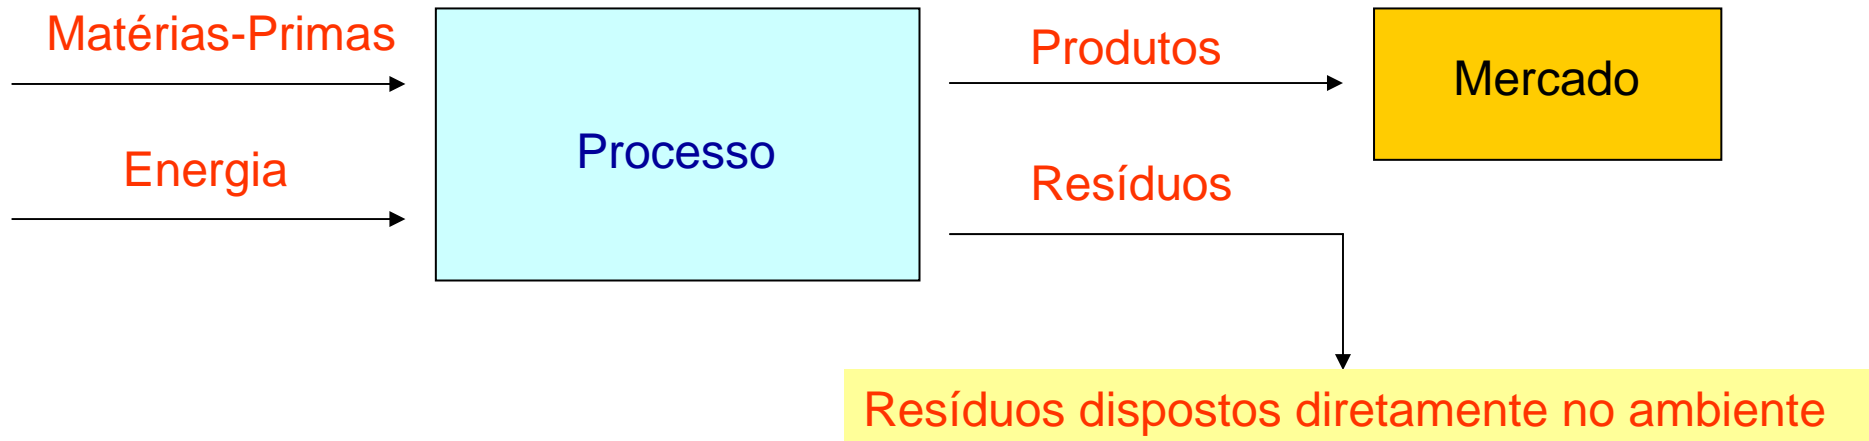 Matérias-Primas
Energia
Processo
Produtos
Resíduos
Mercado
Resíduos dispostos diretamente no ambiente